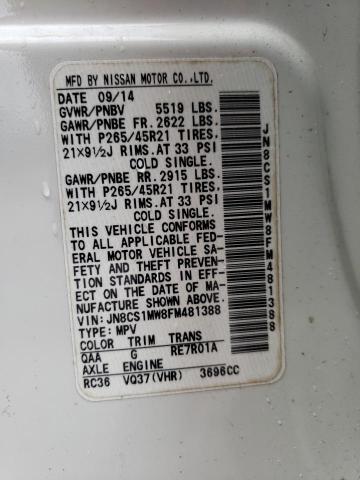 MFD BY NISSAN MOTOR CO.,LTD.
DATE 09/14
GVWR/PNBV 5519 LBS.
GAWR/PNBE FR. 2622 LBS.
WITH P265/45R21 TIRES.
21X9½J RIMS.AT 33 PSI
COLD SINGLE.
GAWR/PNBE RR. 2915 LBS.
WITH P265/45R21 TIRES.
21X9½J RIMS.AT 33 PSI
COLD SINGLE.
THIS VEHICLE CONFORMS
TO ALL APPLICABLE FED-
ERAL MOTOR VEHICLE SA-
FETY AND THEFT PREVEN-
TION STANDARDS IN EFF-
ECT ON THE DATE OF MA-
NUFACTURE SHOWN ABOVE.
VIN: JN8CS1MW8FM481388
TYPE: MPV
COLOR TRIM TRANS
QAA G RE7R01A
AXLE ENGINE
RC36 VQ37(VHR) 3696CC
JN8CS1MW8FM481388